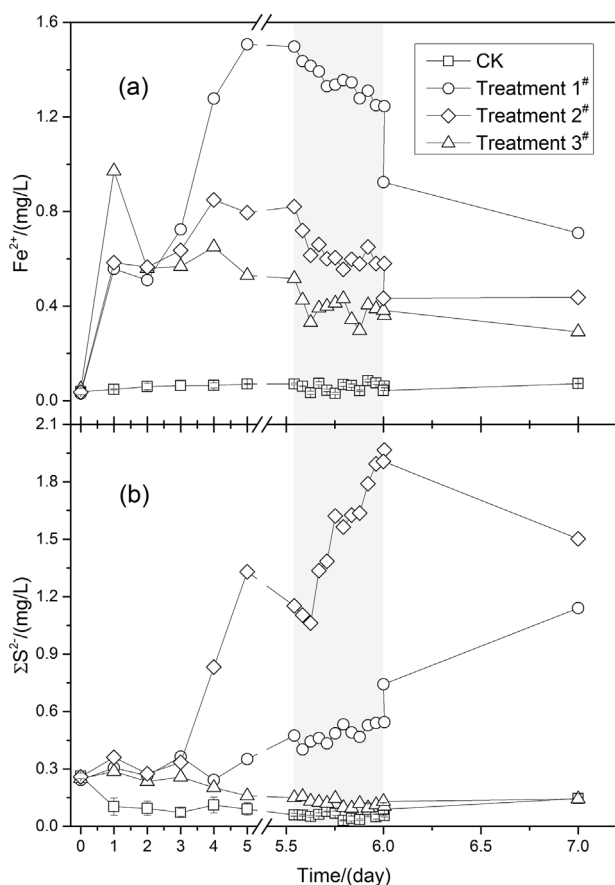 1.6
1.2
0.8
0.4
0.0
Fe²⁺/(mg/L)
(a)
CK
Treatment 1#
Treatment 2#
Treatment 3#
2.1
1.8
1.5
1.2
0.9
0.6
0.3
0.0
ΣS²⁻/(mg/L)
(b)
0 1 2 3 4 5 5.5 6.0 6.5 7.0
Time/(day)